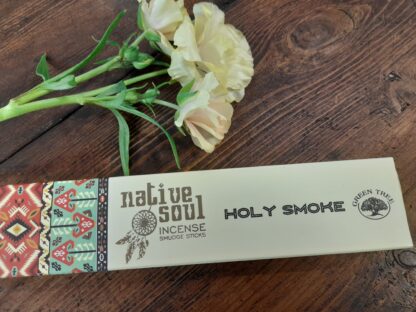 native
soul
INCENSE
SMUDGE STICKS
HOLY SMOKE
GREEN TREE